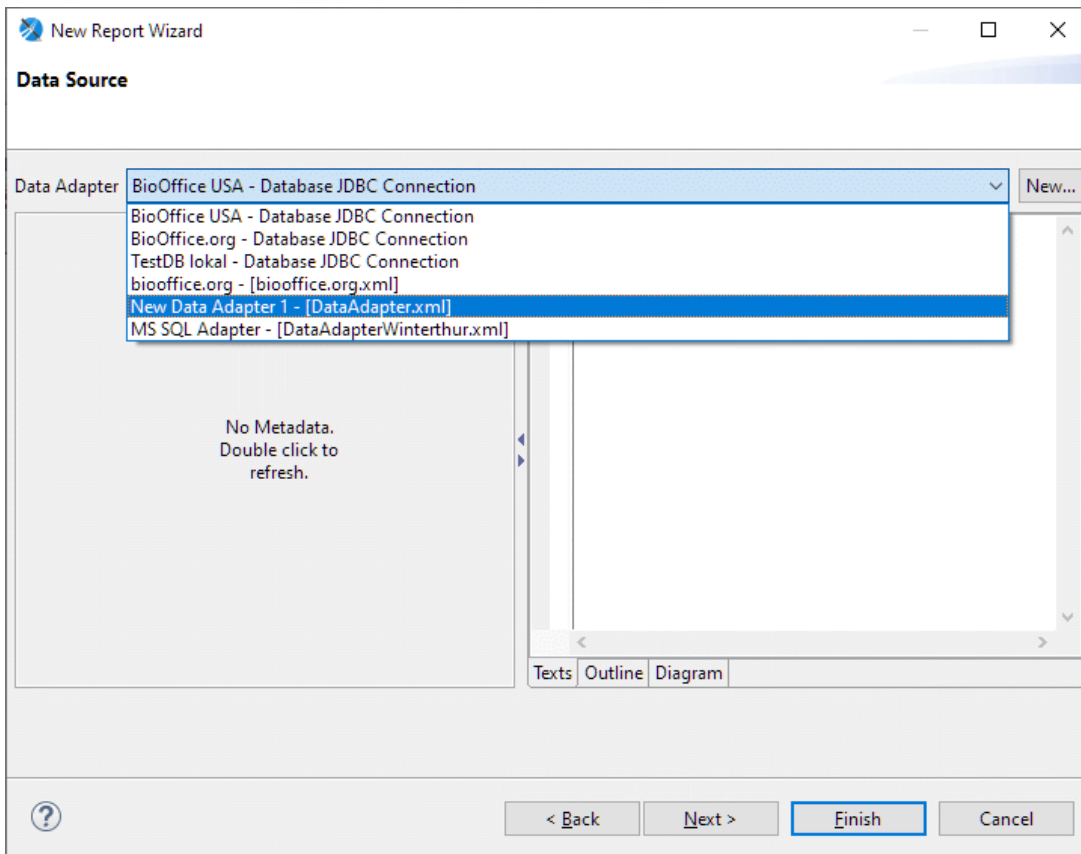 New Report Wizard
Data Source
Data Adapter BioOffice USA - Database JDBC Connection New...
BioOffice USA - Database JDBC Connection
BioOffice.org - Database JDBC Connection
TestDB lokal - Database JDBC Connection
biooffice.org - [biooffice.org.xml]
New Data Adapter 1 - [DataAdapter.xml]
MS SQL Adapter - [DataAdapterWinterthur.xml]
No Metadata.
Double click to
refresh.
Texts Outline Diagram
? < Back Next > Finish Cancel